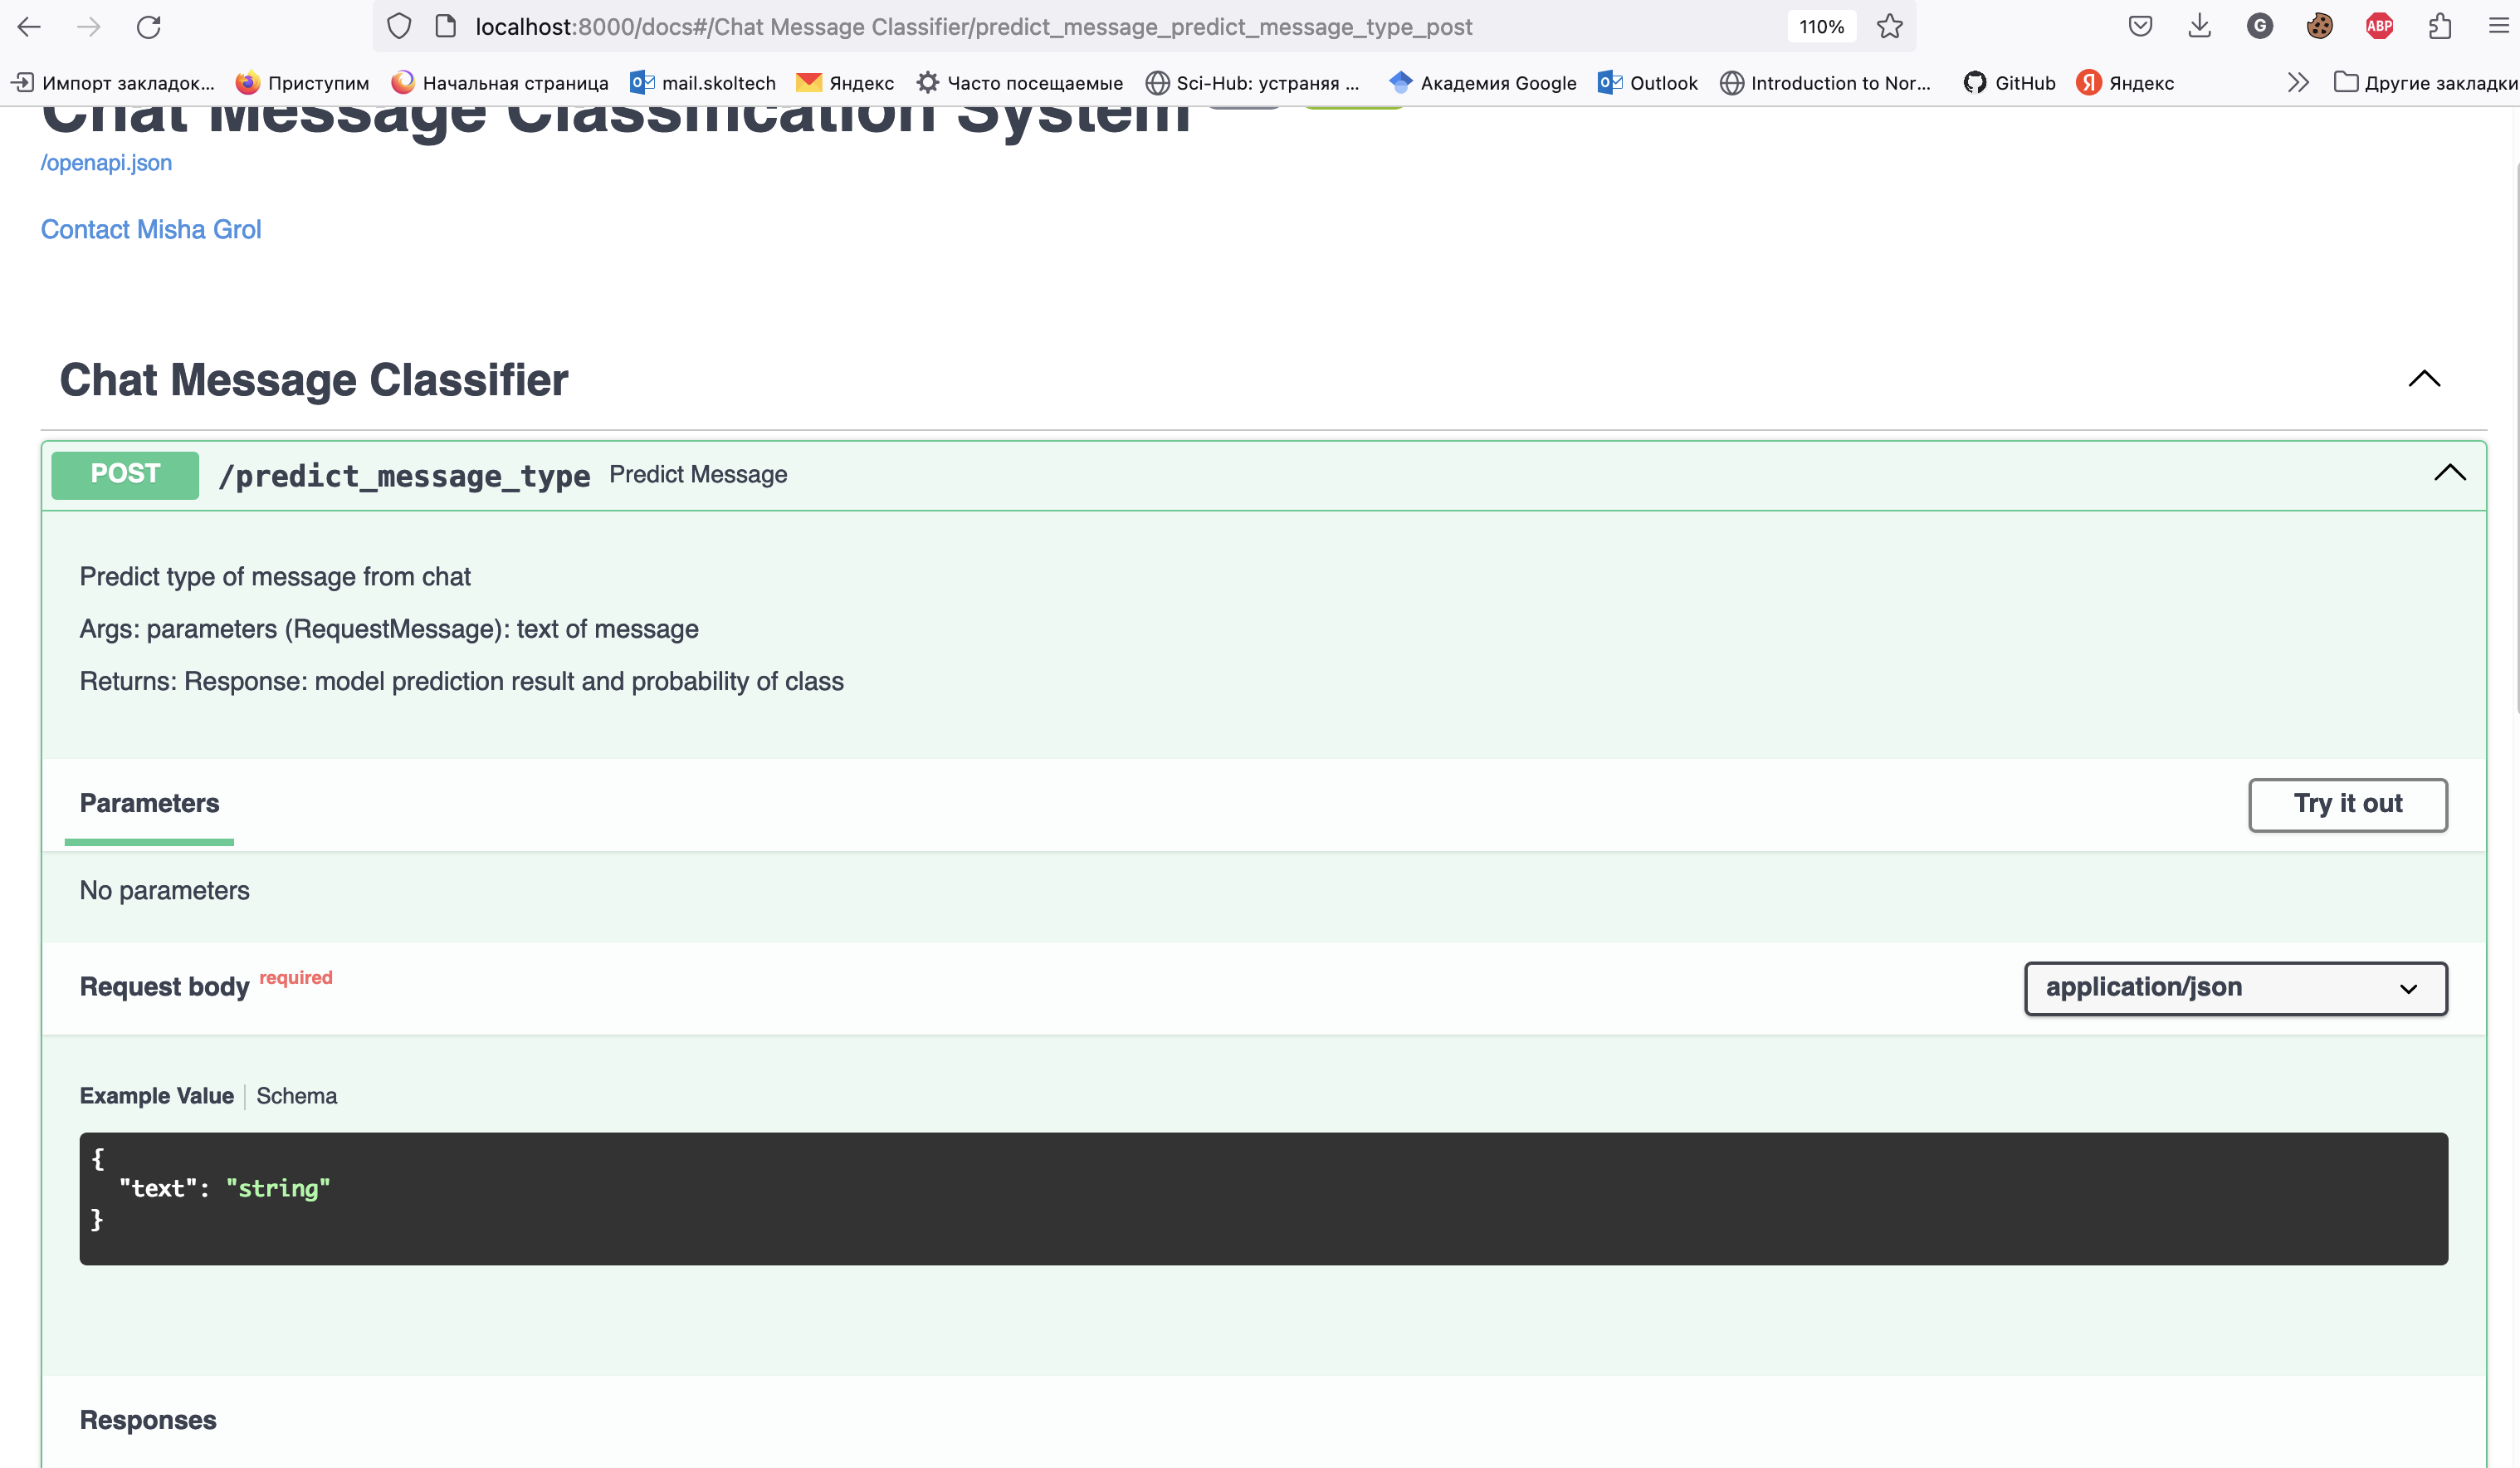 localhost:8000/docs#/Chat Message Classifier/predict_message_predict_message_type_post
110%
G
ABP
Импорт закладок...
Приступим
Начальная страница
mail.skoltech
Яндекс
Часто посещаемые
Sci-Hub: устраняя ...
Академия Google
Outlook
Introduction to Nor...
GitHub
Я Яндекс
Другие закладки
Chat Message Classification System
/openapi.json
Contact Misha Grol
Chat Message Classifier
POST /predict_message_type Predict Message
Predict type of message from chat
Args: parameters (RequestMessage): text of message
Returns: Response: model prediction result and probability of class
Parameters
Try it out
No parameters
Request body required
application/json
Example Value Schema
{
"text": "string"
}
Responses